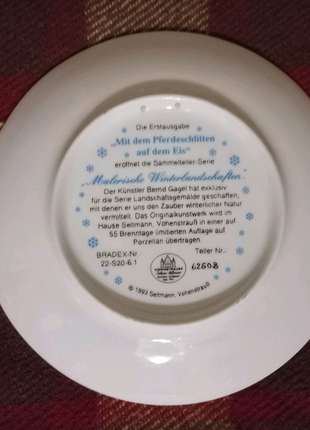 Die Erstausgabe
„Mit dem Pferdeschlitten
auf dem Eis“
eröffnet die Sammelteller-Serie
„Malerische Winterlandschaften“
Der Künstler Bernd Gagel hat exklusiv
für die Serie Landschaftsgemälde geschaffen,
mit denen er uns den Zauber winterlicher Natur
vermittelt. Das Originalkunstwerk wird im
Hause Seltmann, Vohenstrauß in einer auf
55 Brenntage limitierten Auflage auf
Porzellan übertragen.
BRADEX-Nr. Teller Nr.:
22-S20-6.1 6250B
© 1993 Seltmann, Vohenstrauß